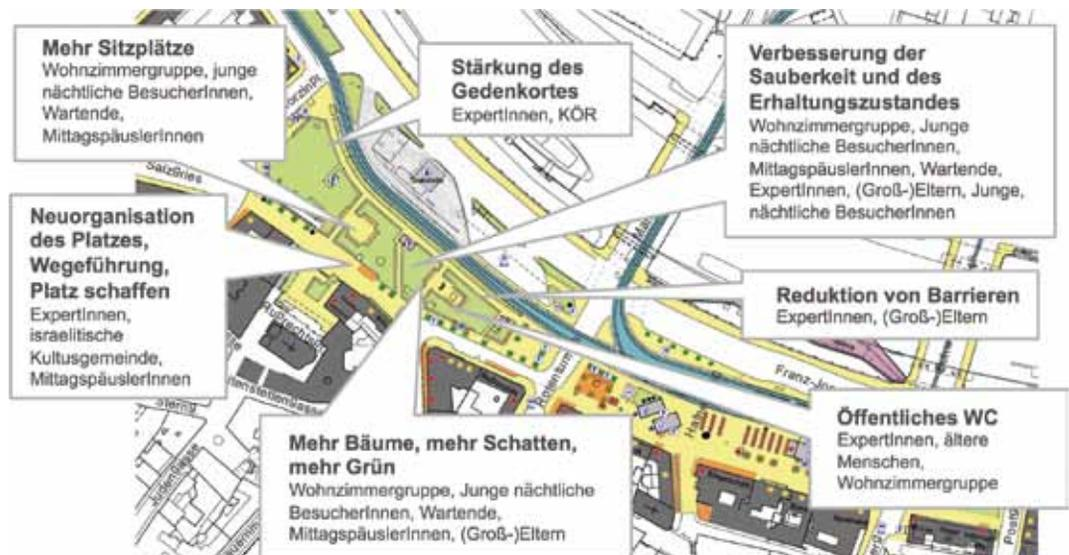 Mehr Sitzplätze
Wohnzimmergruppe, junge
nächtliche BesucherInnen,
Wartende,
MittagspäuslerInnen
Stärkung des
Gedenkortes
ExpertInnen, KÖR
Verbesserung der
Sauberkeit und des
Erhaltungszustandes
Wohnzimmergruppe, Junge
nächtliche BesucherInnen,
MittagspäuslerInnen, Wartende,
ExpertInnen, (Groß-)Eltern, Junge,
nächtliche BesucherInnen
Salzgries
Neuorganisation
des Platzes,
Wegeführung,
Platz schaffen
ExpertInnen,
israelitische
Kultusgemeinde,
MittagspäuslerInnen
Reduktion von Barrieren
ExpertInnen, (Groß-)Eltern
Mehr Bäume, mehr Schatten,
mehr Grün
Wohnzimmergruppe, Junge nächtliche
BesucherInnen, Wartende,
MittagspäuslerInnen, (Groß-)Eltern
Öffentliches WC
ExpertInnen, ältere
Menschen,
Wohnzimmergruppe
Judengasse